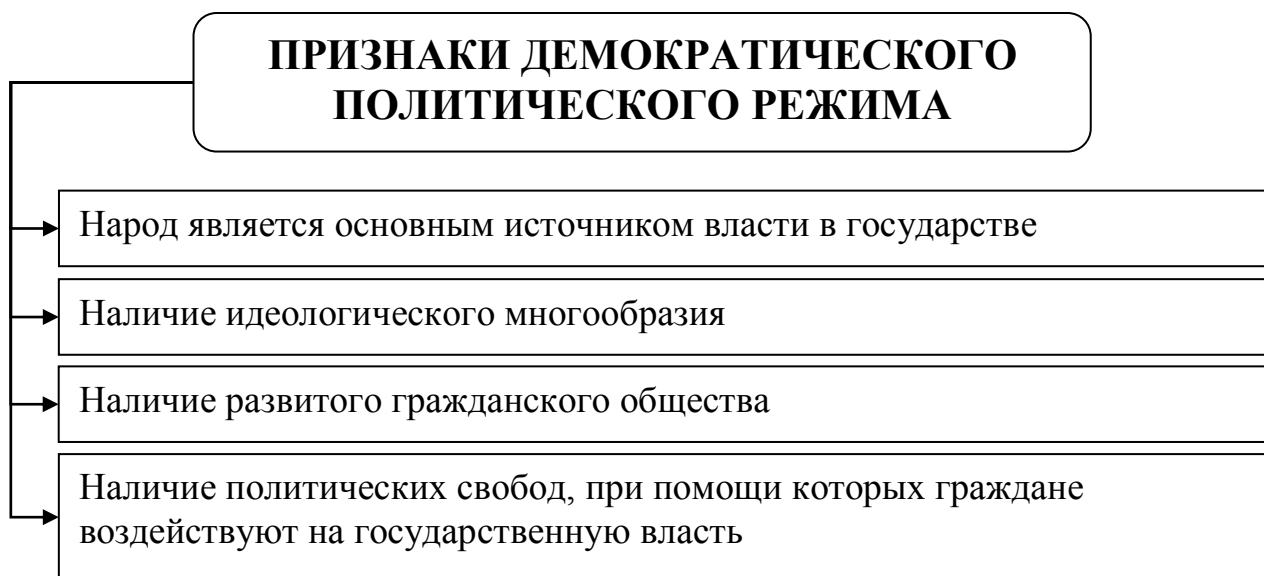 ПРИЗНАКИ ДЕМОКРАТИЧЕСКОГО
ПОЛИТИЧЕСКОГО РЕЖИМА
Народ является основным источником власти в государстве
Наличие идеологического многообразия
Наличие развитого гражданского общества
Наличие политических свобод, при помощи которых граждане
воздействуют на государственную власть